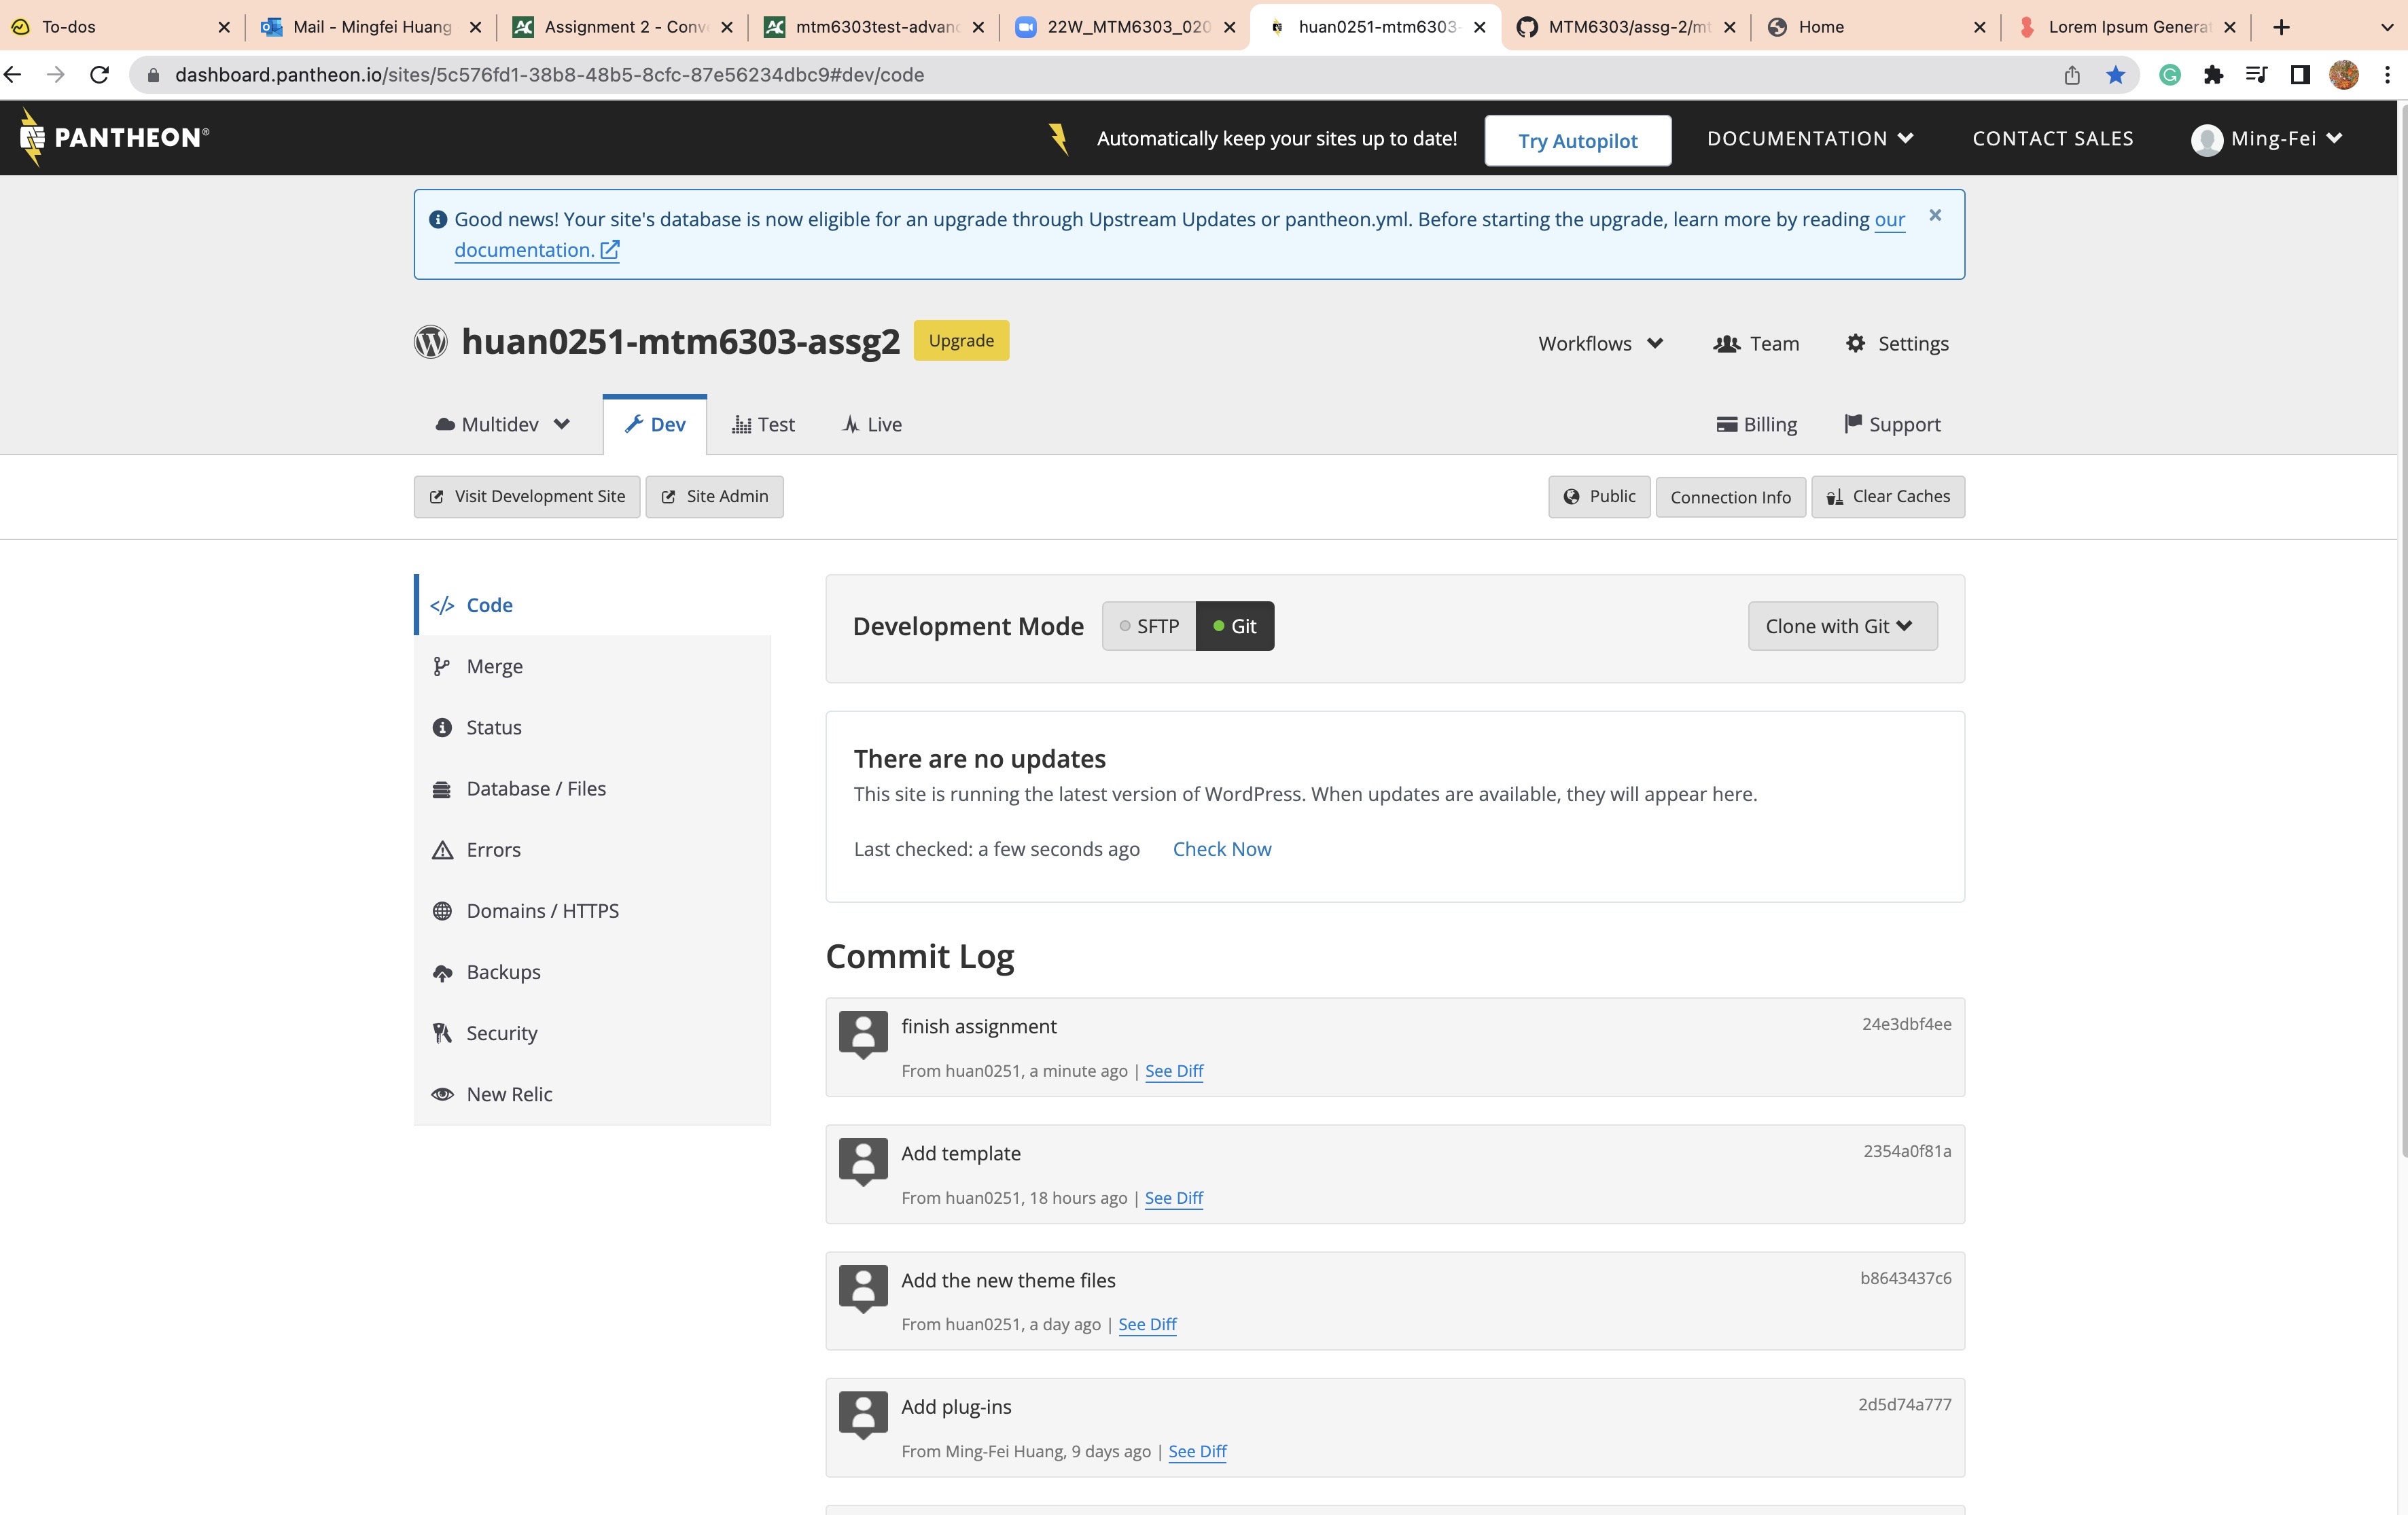 To-dos
Mail - Mingfei Huang
Assignment 2 - Conv
mtm6303test-advanc
22W_MTM6303_020
huan0251-mtm6303-
MTM6303/assg-2/mt
Home
Lorem Ipsum Genera
dashboard.pantheon.io/sites/5c576fd1-38b8-48b5-8cfc-87e56234dbc9#dev/code
PANTHEON®
Automatically keep your sites up to date!
Try Autopilot
DOCUMENTATION
CONTACT SALES
Ming-Fei
Good news! Your site's database is now eligible for an upgrade through Upstream Updates or pantheon.yml. Before starting the upgrade, learn more by reading our
documentation.
huan0251-mtm6303-assg2
Upgrade
Workflows
Team
Settings
Multidev
Dev
Test
Live
Billing
Support
Visit Development Site
Site Admin
Public
Connection Info
Clear Caches
</> Code
Merge
Status
Database / Files
Errors
Domains / HTTPS
Backups
Security
New Relic
Development Mode
SFTP
Git
Clone with Git
There are no updates
This site is running the latest version of WordPress. When updates are available, they will appear here.
Last checked: a few seconds ago
Check Now
Commit Log
finish assignment
24e3dbf4ee
From huan0251, a minute ago | See Diff
Add template
2354a0f81a
From huan0251, 18 hours ago | See Diff
Add the new theme files
b8643437c6
From huan0251, a day ago | See Diff
Add plug-ins
2d5d74a777
From Ming-Fei Huang, 9 days ago | See Diff